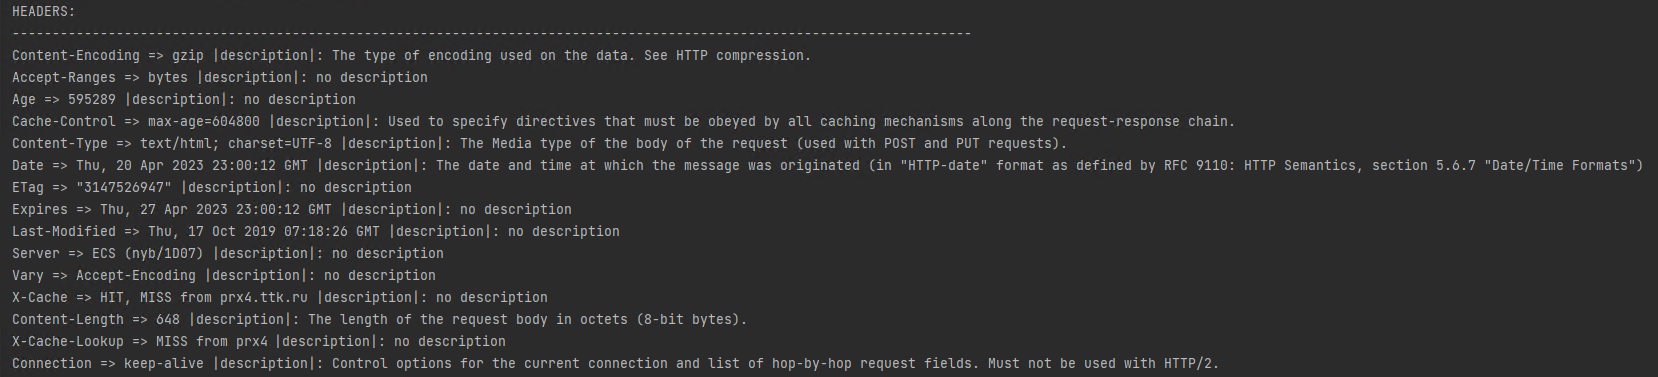 HEADERS:
------------------------------------------------------------------------------------------------------------------------
Content-Encoding => gzip |description|: The type of encoding used on the data. See HTTP compression.
Accept-Ranges => bytes |description|: no description
Age => 595289 |description|: no description
Cache-Control => max-age=604800 |description|: Used to specify directives that must be obeyed by all caching mechanisms along the request-response chain.
Content-Type => text/html; charset=UTF-8 |description|: The Media type of the body of the request (used with POST and PUT requests).
Date => Thu, 20 Apr 2023 23:00:12 GMT |description|: The date and time at which the message was originated (in "HTTP-date" format as defined by RFC 9110: HTTP Semantics, section 5.6.7 "Date/Time Formats")
ETag => "3147526947" |description|: no description
Expires => Thu, 27 Apr 2023 23:00:12 GMT |description|: no description
Last-Modified => Thu, 17 Oct 2019 07:18:26 GMT |description|: no description
Server => ECS (nyb/1D07) |description|: no description
Vary => Accept-Encoding |description|: no description
X-Cache => HIT, MISS from prx4.ttk.ru |description|: no description
Content-Length => 648 |description|: The length of the request body in octets (8-bit bytes).
X-Cache-Lookup => MISS from prx4 |description|: no description
Connection => keep-alive |description|: Control options for the current connection and list of hop-by-hop request fields. Must not be used with HTTP/2.